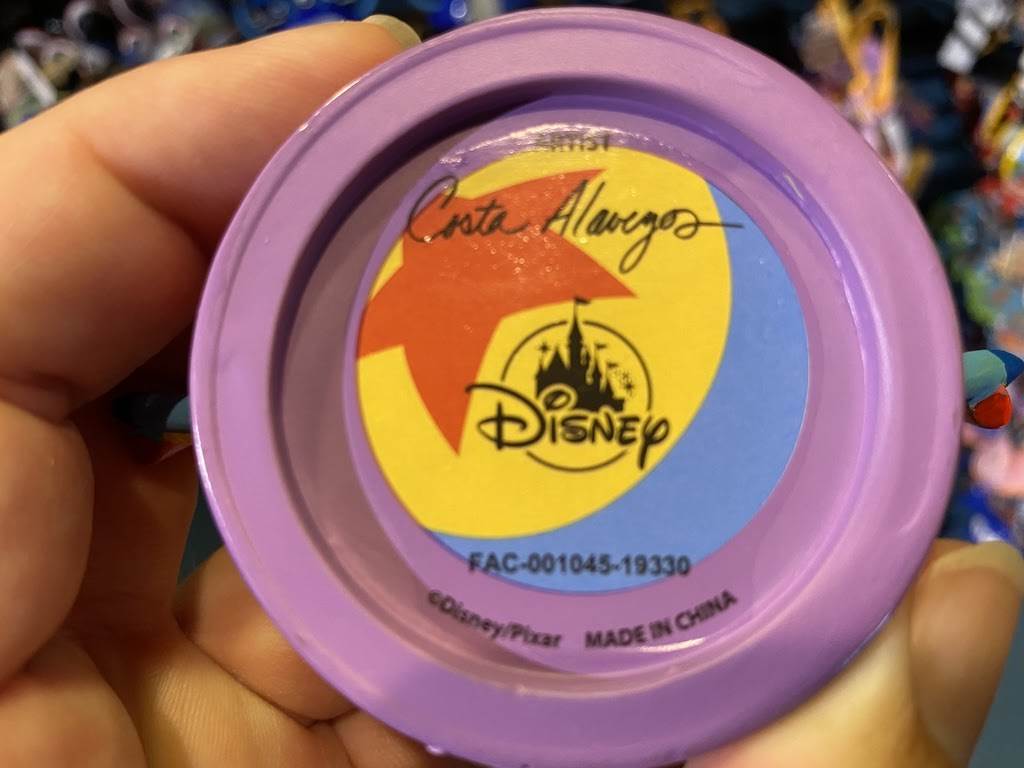 ARTIST
Costa Alavezos
Disney
FAC-001045-19330
©Disney/Pixar MADE IN CHINA